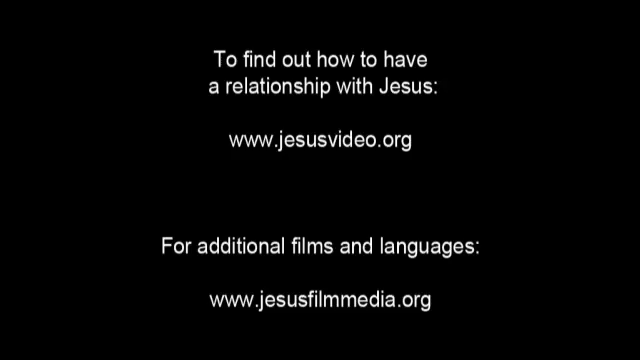 To find out how to have
a relationship with Jesus:
www.jesusvideo.org
For additional films and languages:
www.jesusfilmmedia.org